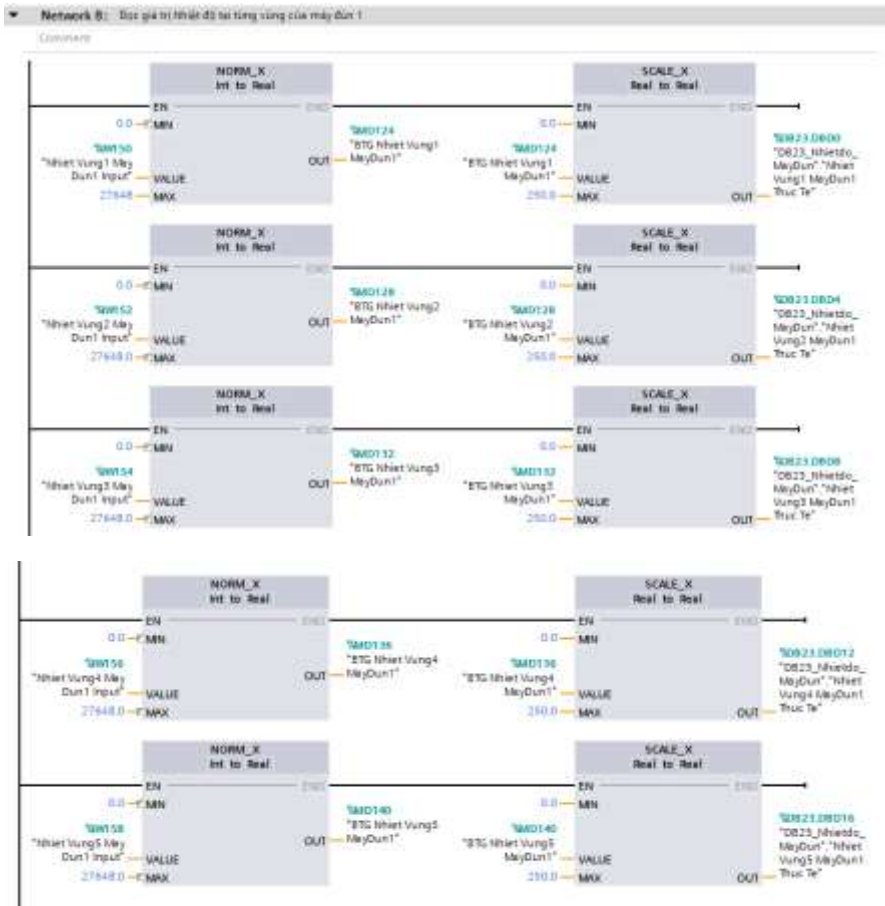 Network 8: Đọc giá trị Nhiệt độ tại từng vùng của máy đùn 1
Comment
NORM_X
Int to Real
SCALE_X
Real to Real
EN
ENO
EN
ENO
0.0 MIN
0.0 MIN
%IW150
"Nhiet Vung1 May
Dun1 Input" VALUE
27648 MAX
%MD124
"BTG Nhiet Vung1
OUT MayDun1"
%MD124
"BTG Nhiet Vung1
MayDun1" VALUE
250.0 MAX
%DB23.DBD0
"DB23_Nhietdo_
MayDun"."Nhiet
Vung1 MayDun1
OUT Thuc Te"
NORM_X
Int to Real
SCALE_X
Real to Real
EN
ENO
EN
ENO
0.0 MIN
0.0 MIN
%IW152
"Nhiet Vung2 May
Dun1 Input" VALUE
27648.0 MAX
%MD128
"BTG Nhiet Vung2
OUT MayDun1"
%MD128
"BTG Nhiet Vung2
MayDun1" VALUE
250.0 MAX
%DB23.DBD4
"DB23_Nhietdo_
MayDun"."Nhiet
Vung2 MayDun1
OUT Thuc Te"
NORM_X
Int to Real
SCALE_X
Real to Real
EN
ENO
EN
ENO
0.0 MIN
0.0 MIN
%IW154
"Nhiet Vung3 May
Dun1 Input" VALUE
27648.0 MAX
%MD132
"BTG Nhiet Vung3
OUT MayDun1"
%MD132
"BTG Nhiet Vung3
MayDun1" VALUE
250.0 MAX
%DB23.DBD8
"DB23_Nhietdo_
MayDun"."Nhiet
Vung3 MayDun1
OUT Thuc Te"
NORM_X
Int to Real
SCALE_X
Real to Real
EN
ENO
EN
ENO
0.0 MIN
0.0 MIN
%IW156
"Nhiet Vung4 May
Dun1 Input" VALUE
27648.0 MAX
%MD136
"BTG Nhiet Vung4
OUT MayDun1"
%MD136
"BTG Nhiet Vung4
MayDun1" VALUE
250.0 MAX
%DB23.DBD12
"DB23_Nhietdo_
MayDun"."Nhiet
Vung4 MayDun1
OUT Thuc Te"
NORM_X
Int to Real
SCALE_X
Real to Real
EN
ENO
EN
ENO
0.0 MIN
0.0 MIN
%IW158
"Nhiet Vung5 May
Dun1 Input" VALUE
27648.0 MAX
%MD140
"BTG Nhiet Vung5
OUT MayDun1"
%MD140
"BTG Nhiet Vung5
MayDun1" VALUE
250.0 MAX
%DB23.DBD16
"DB23_Nhietdo_
MayDun"."Nhiet
Vung5 MayDun1
OUT Thuc Te"